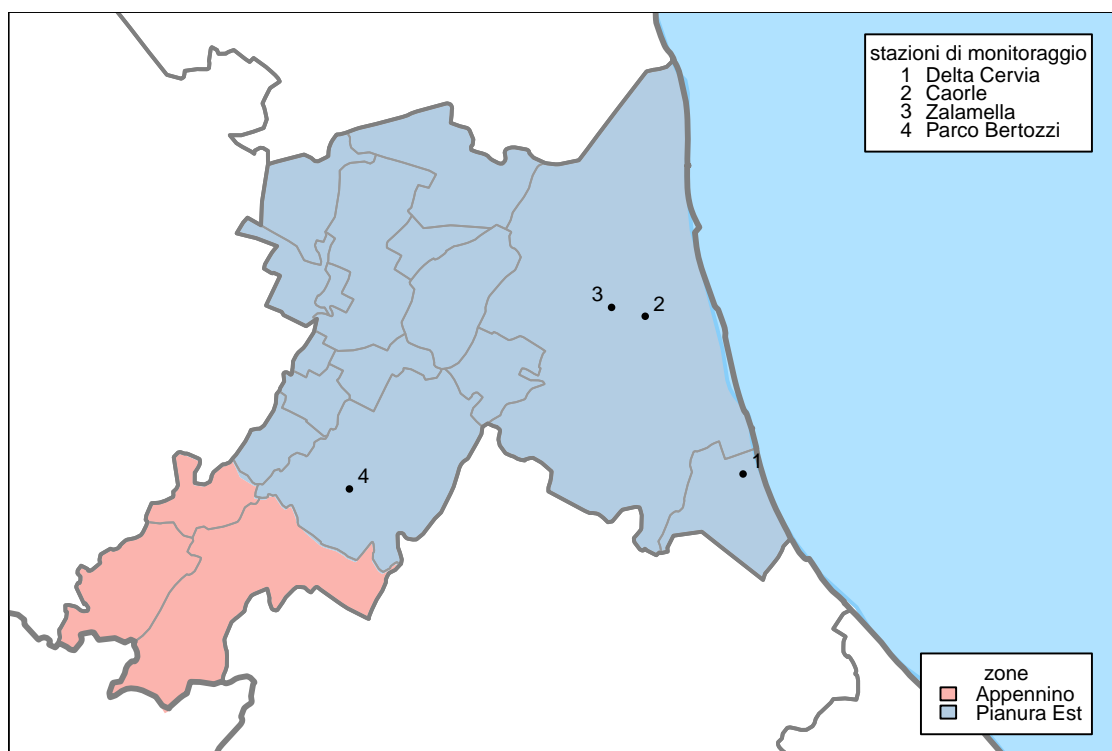 stazioni di monitoraggio
1 Delta Cervia
2 Caorle
3 Zalamella
4 Parco Bertozzi
3
2
1
4
zone
Appennino
Pianura Est